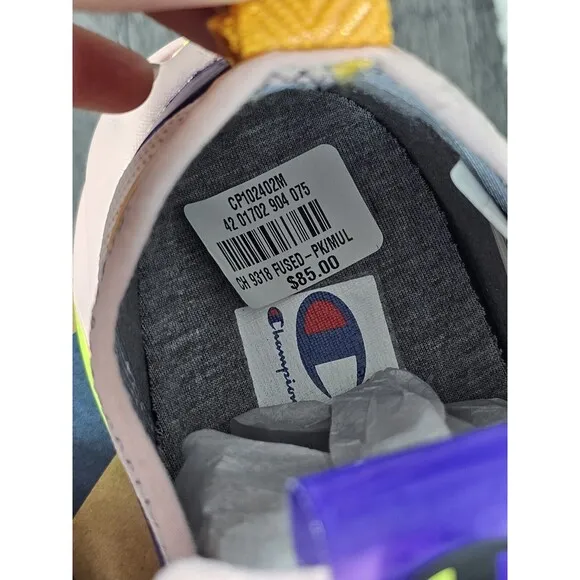 CP102402M
42 01702 904 075
CH 9318 FUSED-PK/MUL
$85.00
Champion